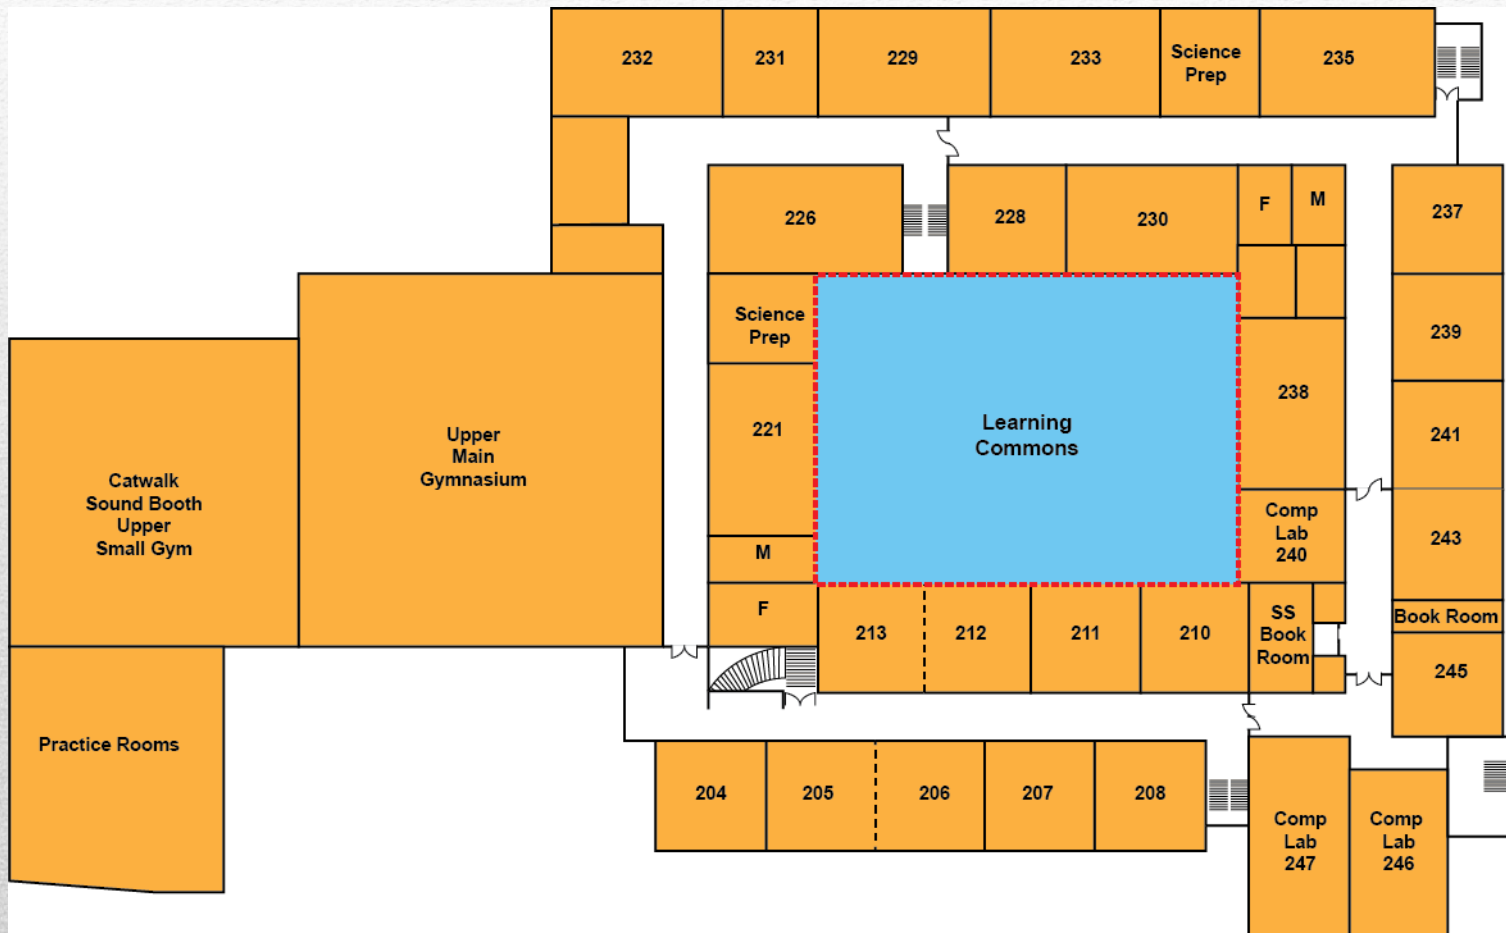 232
231
229
233
Science
Prep
235
226
228
230
F
M
237
Science
Prep
239
221
Learning
Commons
238
241
Upper
Main
Gymnasium
Catwalk
Sound Booth
Upper
Small Gym
M
Comp
Lab
240
243
F
213
212
211
210
SS
Book
Room
Book Room
245
Practice Rooms
204
205
206
207
208
Comp
Lab
247
Comp
Lab
246